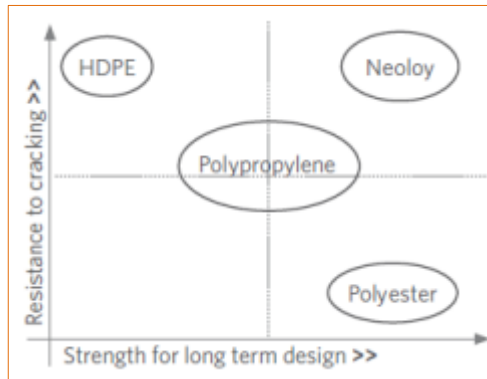 HDPE
Neoloy
Polypropylene
Polyester
Resistance to cracking >>
Strength for long term design >>